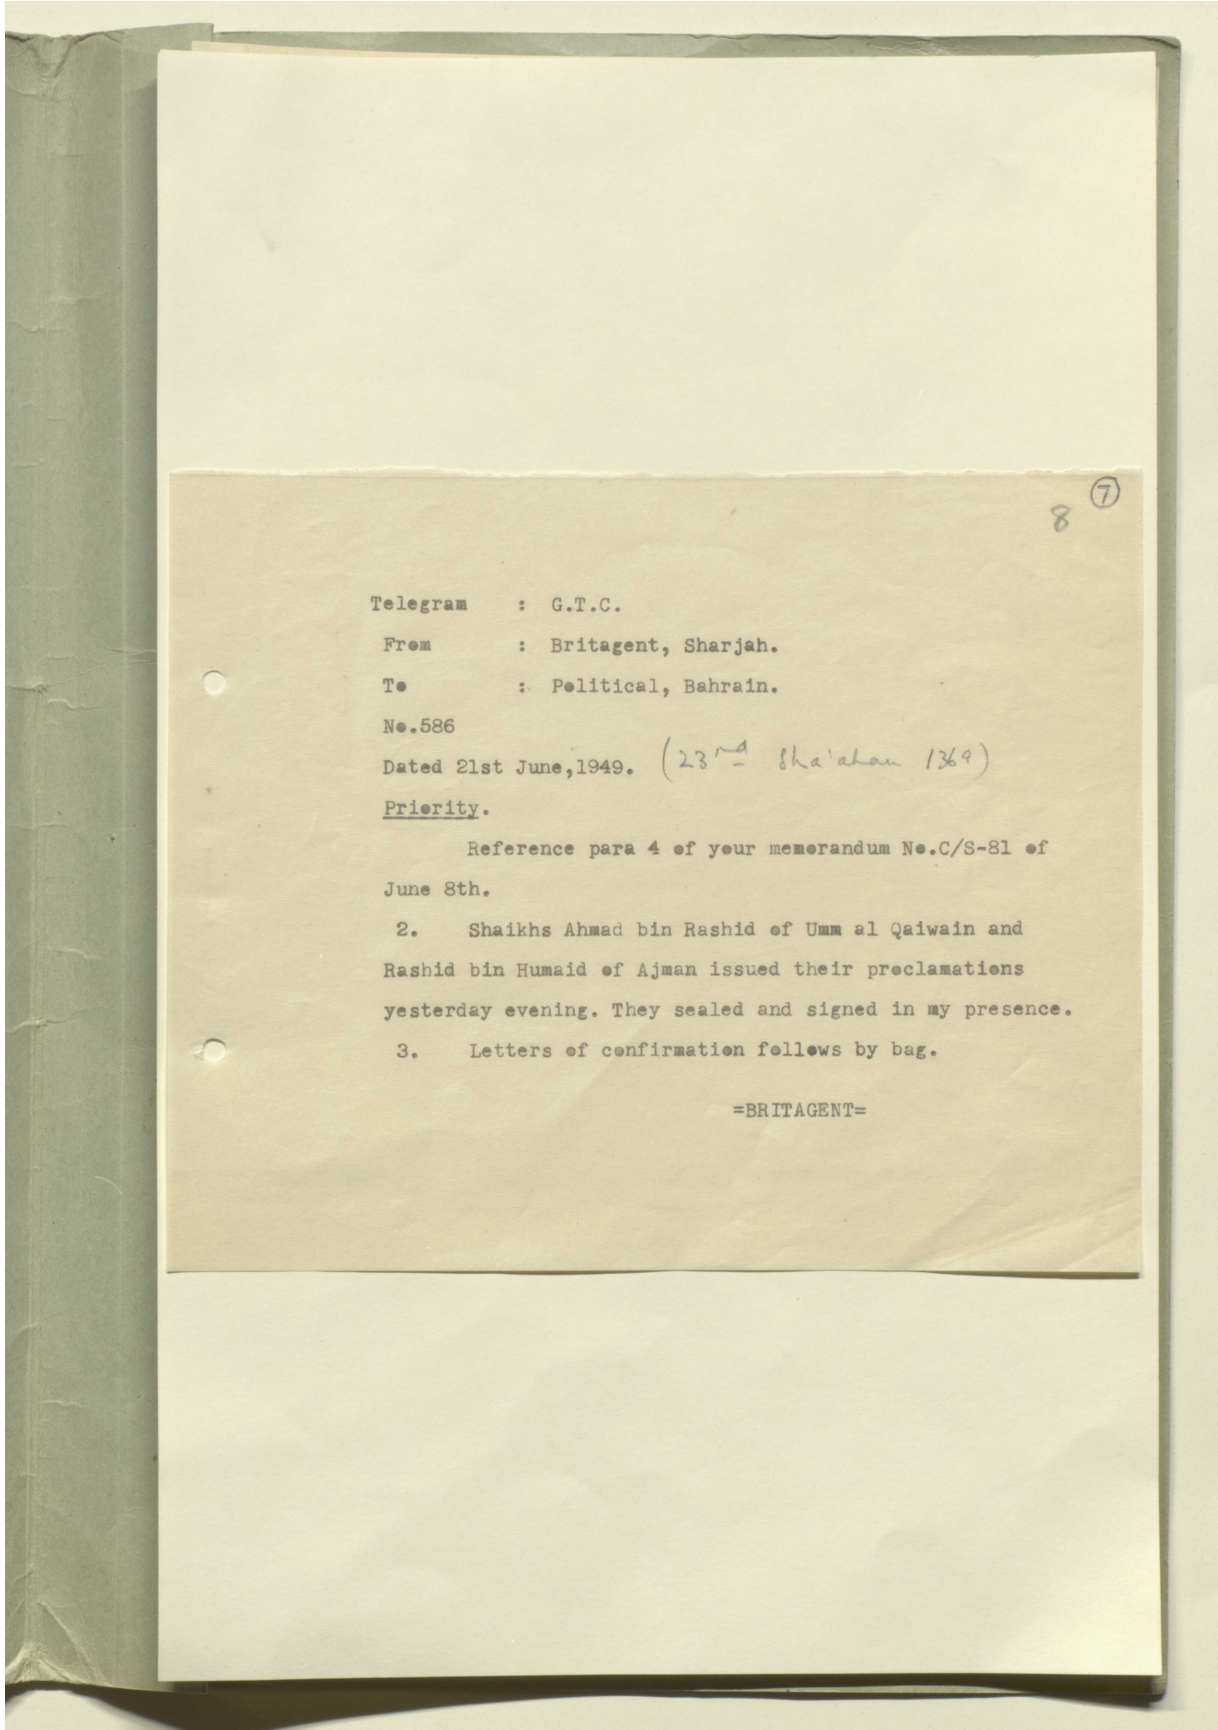 7
8
Telegram : G.T.C.
From : Britagent, Sharjah.
To : Political, Bahrain.
No.586
Dated 21st June,1949. (23rd Sha'aban 1369)
Priority.
Reference para 4 of your memorandum No.C/S-81 of
June 8th.
2. Shaikhs Ahmad bin Rashid of Umm al Qaiwain and
Rashid bin Humaid of Ajman issued their proclamations
yesterday evening. They sealed and signed in my presence.
3. Letters of confirmation follows by bag.
=BRITAGENT=